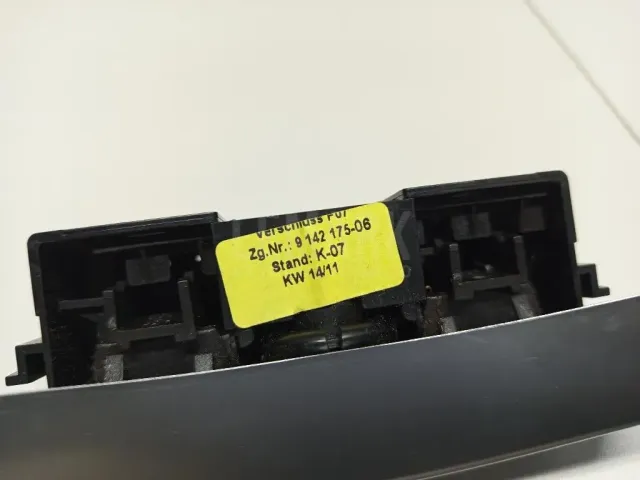 Verschluss F07
Zg.Nr.: 9 142 175-06
Stand: K-07
KW 14/11